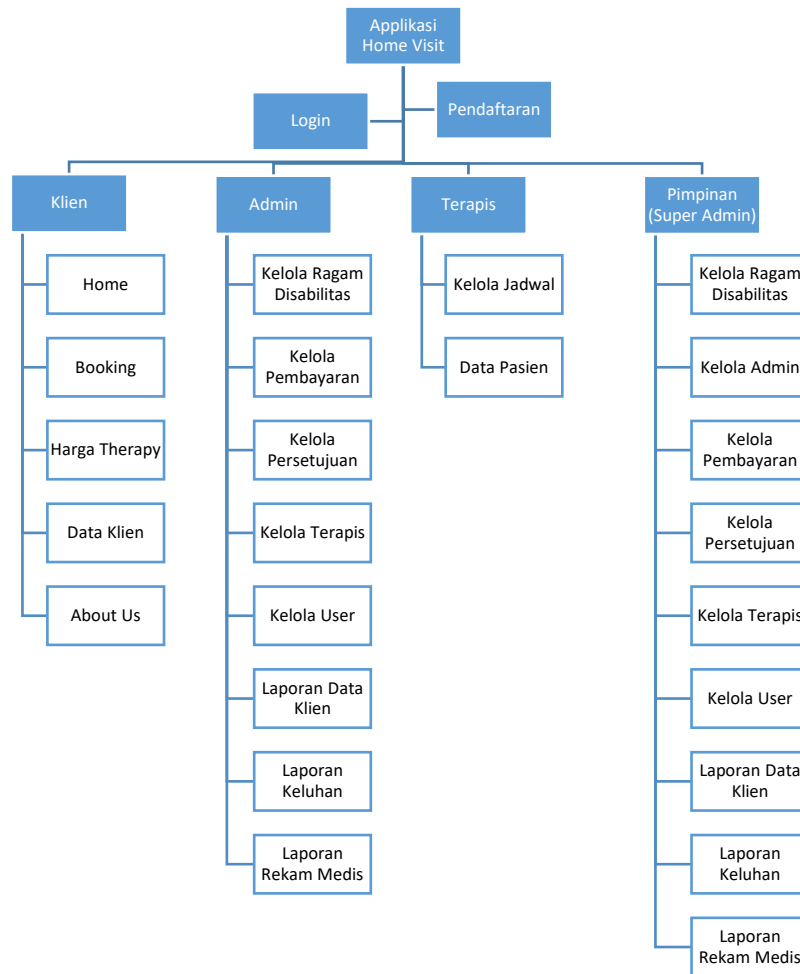 Applikasi
Home Visit
Login
Pendaftaran
Klien
Admin
Terapis
Pimpinan
(Super Admin)
Home
Booking
Harga Therapy
Data Klien
About Us
Kelola Ragam
Disabilitas
Kelola
Pembayaran
Kelola
Persetujuan
Kelola Terapis
Kelola User
Laporan Data
Klien
Laporan
Keluhan
Laporan
Rekam Medis
Kelola Jadwal
Data Pasien
Kelola Ragam
Disabilitas
Kelola Admin
Kelola
Pembayaran
Kelola
Persetujuan
Kelola Terapis
Kelola User
Laporan Data
Klien
Laporan
Keluhan
Laporan
Rekam Medis